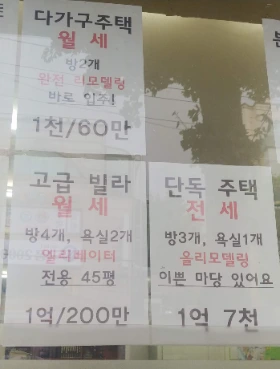 다가구주택
월세
방2개
완전 리모델링
바로 입주!
1천/60만
고급 빌라
월세
방4개, 욕실2개
엘리베이터
전용 45평
1억/200만
단독 주택
전세
방3개, 욕실1개
올리모델링
이쁜 마당 있어요
1억 7천